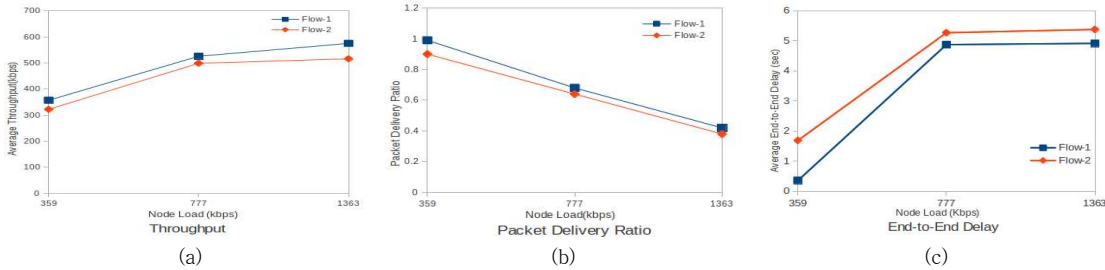 700
600
500
400
300
200
100
0
Average Throughput(kbps)
Flow-1
Flow-2
359
777
1363
Node Load (kbps)
Throughput
(a)
1.2
1
0.8
0.6
0.4
0.2
0
Packet Delivery Ratio
Flow-1
Flow-2
359
777
1363
Node Load(kbps)
Packet Delivery Ratio
(b)
6
5
4
3
2
1
0
Average End-to-End Delay (sec)
Flow-1
Flow-2
359
777
1363
Node Load (Kbps)
End-to-End Delay
(c)